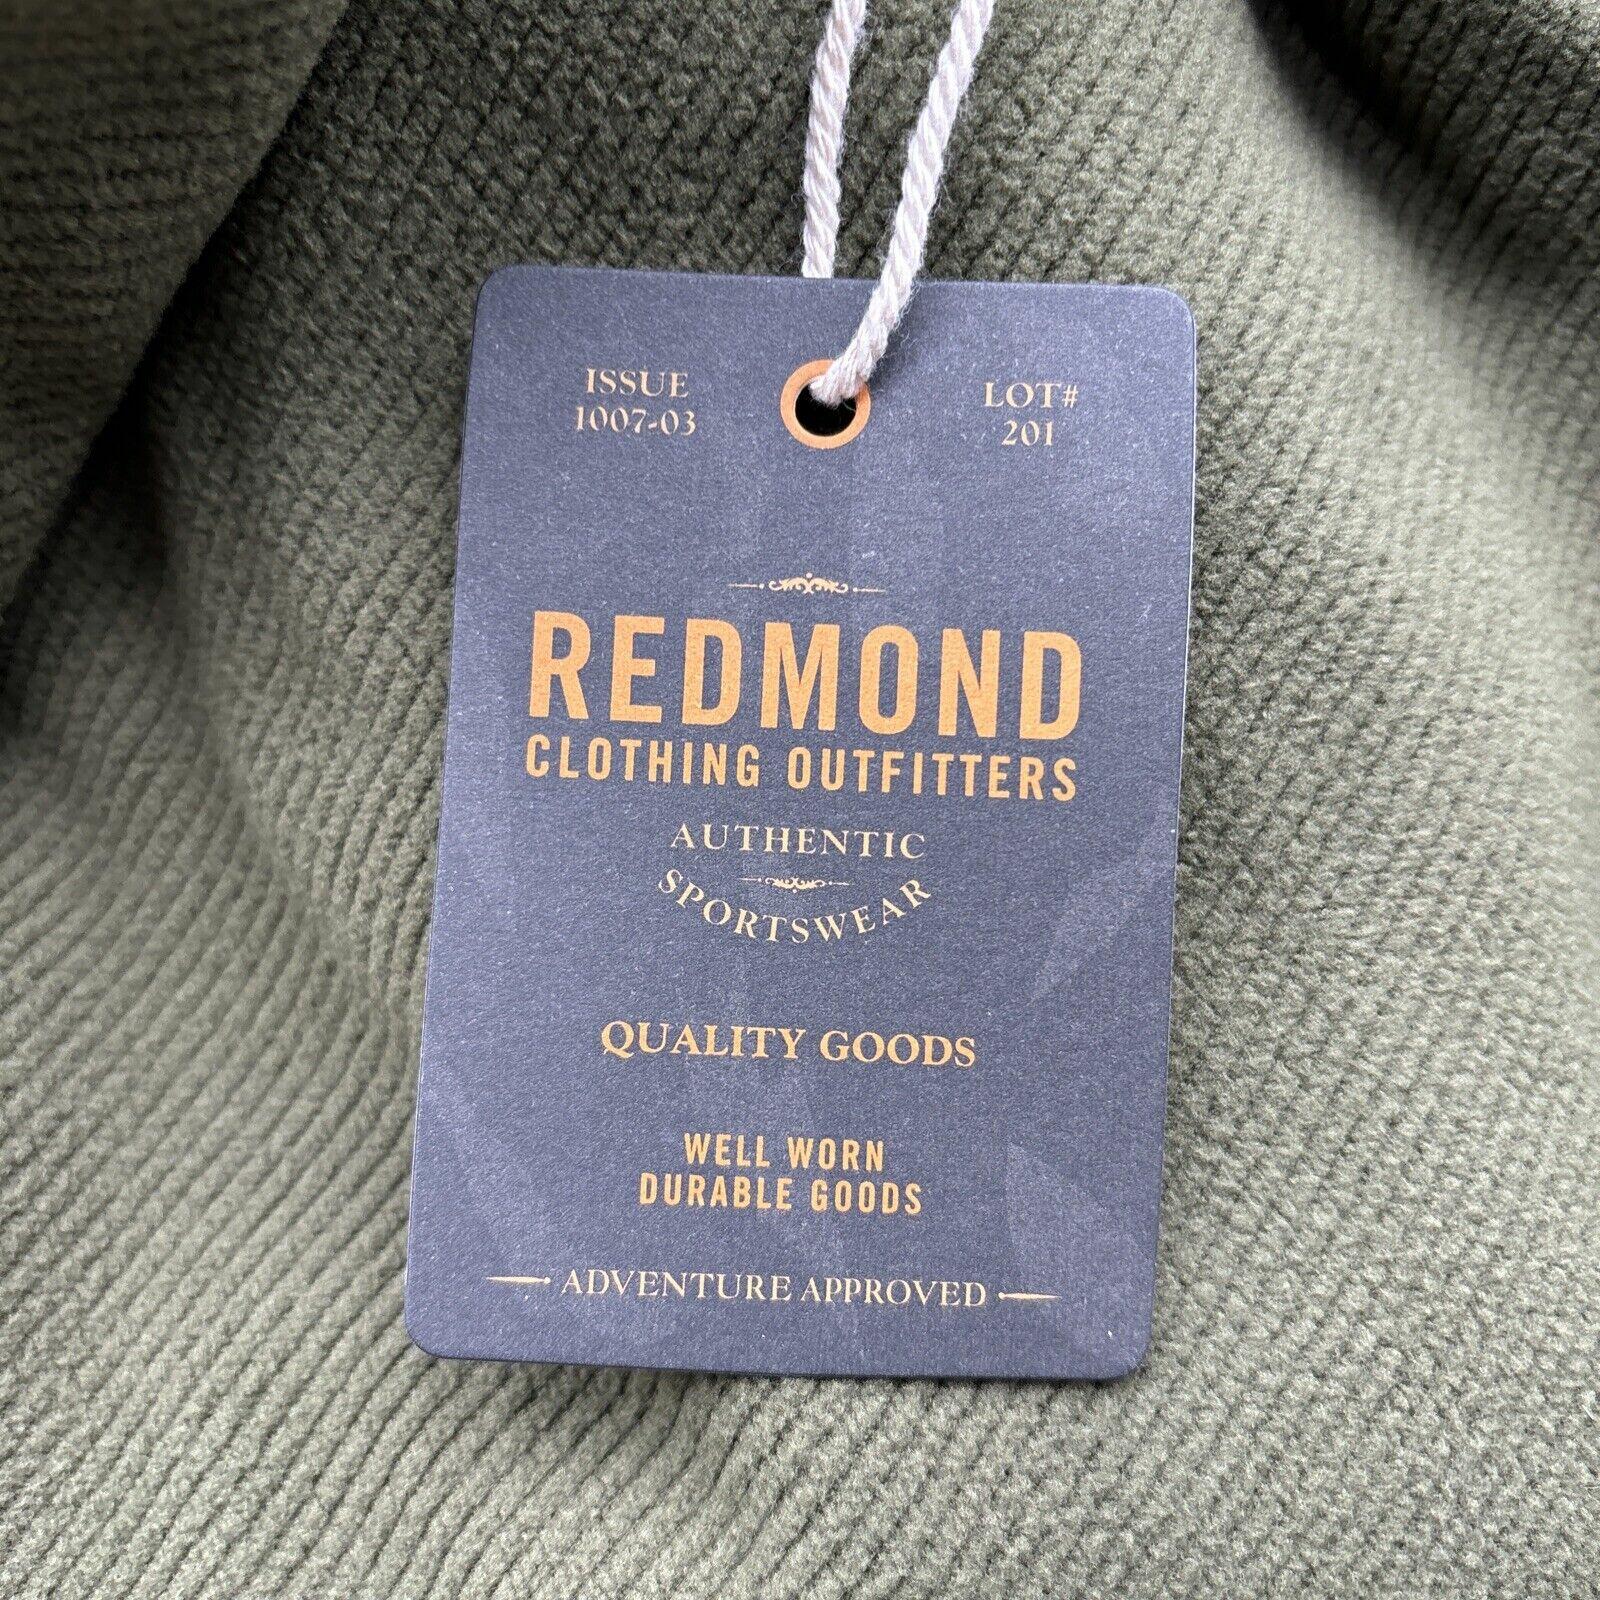 ISSUE
1007-03
LOT#
201
REDMOND
CLOTHING OUTFITTERS
AUTHENTIC
SPORTSWEAR
QUALITY GOODS
WELL WORN
DURABLE GOODS
ADVENTURE APPROVED